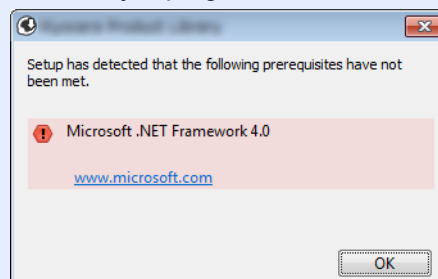 Setup has detected that the following prerequisites have not
been met.
Microsoft .NET Framework 4.0
www.microsoft.com
OK